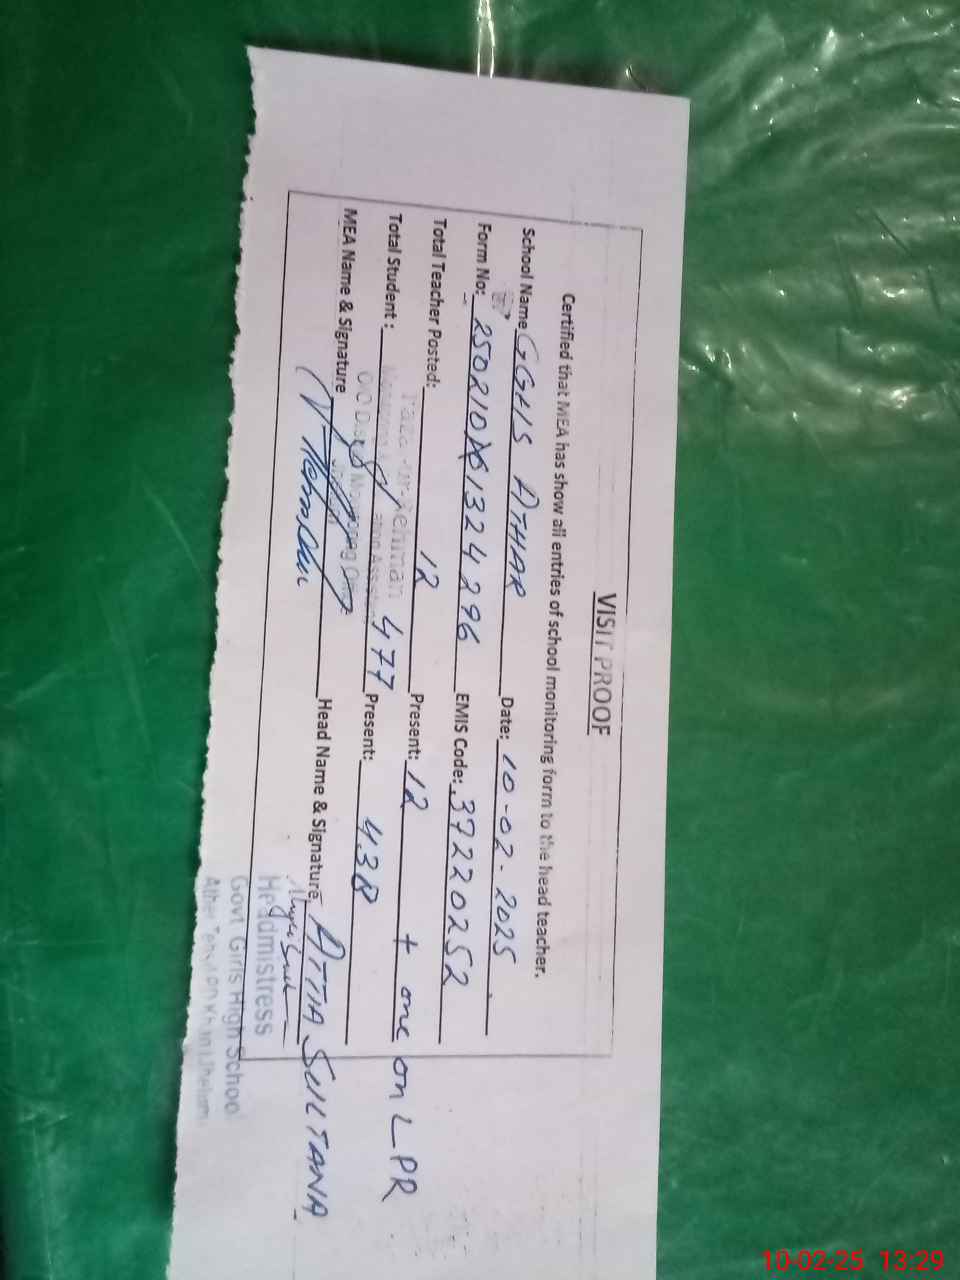 VISIT PROOF
Certified that MEA has show all entries of school monitoring form to the head teacher.
School Name GGHS ATHAR Date: 10-02-2025
Form No: 250210 61324296 EMIS Code: 37220252
Total Teacher Posted: 12 Present: 12 + one on LPR
Total Student: 477 Present: 438
MEA Name & Signature Head Name & Signature ATTIA SULTANA
Headmistress
Govt Girls High School
10-02-25 13:29